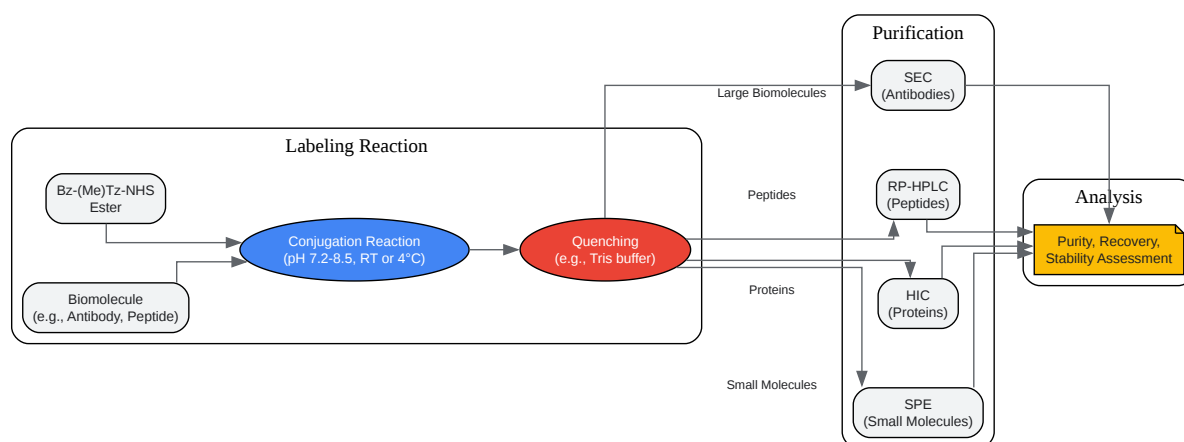 Labeling Reaction
Bz-(Me)Tz-NHS
Ester
Biomolecule
(e.g., Antibody, Peptide)
Conjugation Reaction
(pH 7.2-8.5, RT or 4°C)
Quenching
(e.g., Tris buffer)
Large Biomolecules
Peptides
Proteins
Small Molecules
Purification
SEC
(Antibodies)
RP-HPLC
(Peptides)
HIC
(Proteins)
SPE
(Small Molecules)
Analysis
Purity, Recovery,
Stability Assessment